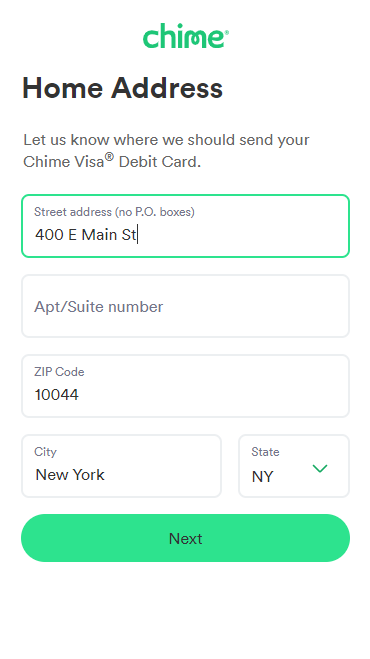 chime®
Home Address
Let us know where we should send your
Chime Visa® Debit Card.
Street address (no P.O. boxes)
400 E Main St
Apt/Suite number
ZIP Code
10044
City
New York
State
NY
Next